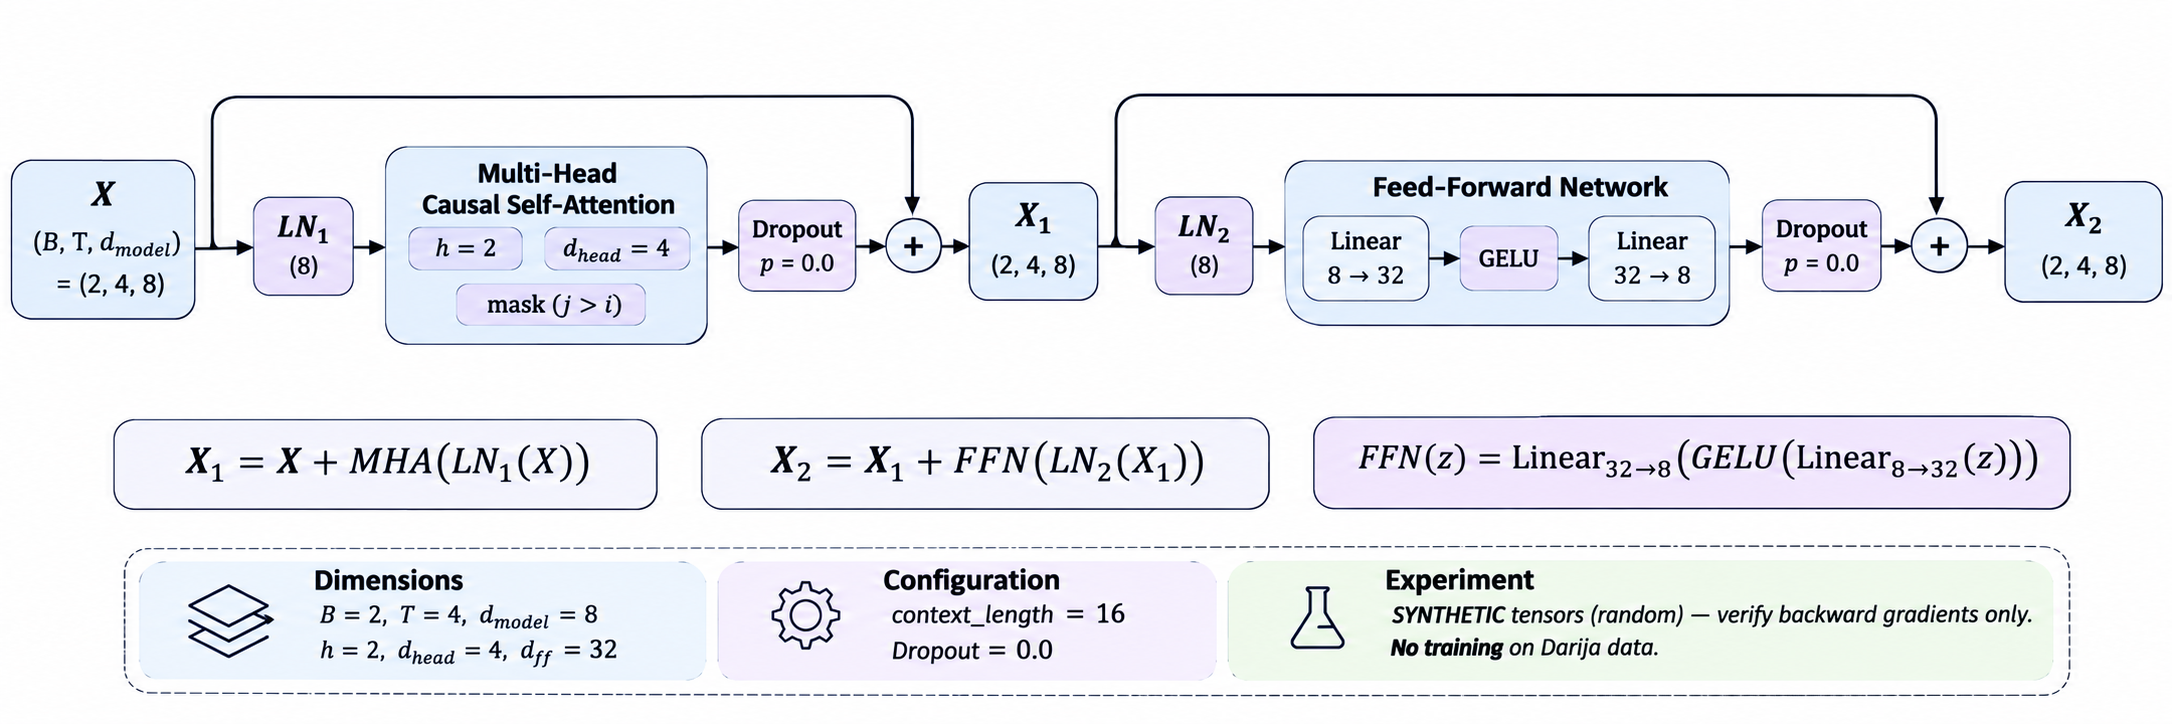 X
(B, T, d_model)
= (2, 4, 8)
LN₁
(8)
Multi-Head
Causal Self-Attention
h = 2
d_head = 4
mask (j > i)
Dropout
p = 0.0
+
X₁
(2, 4, 8)
LN₂
(8)
Feed-Forward Network
Linear
8 → 32
GELU
Linear
32 → 8
Dropout
p = 0.0
+
X₂
(2, 4, 8)
X₁ = X + MHA(LN₁(X))
X₂ = X₁ + FFN(LN₂(X₁))
FFN(z) = Linear₃₂→₈(GELU(Linear₈→₃₂(z)))
Dimensions
B = 2, T = 4, d_model = 8
h = 2, d_head = 4, d_ff = 32
Configuration
context_length = 16
Dropout = 0.0
Experiment
SYNTHETIC tensors (random) — verify backward gradients only.
No training on Darija data.